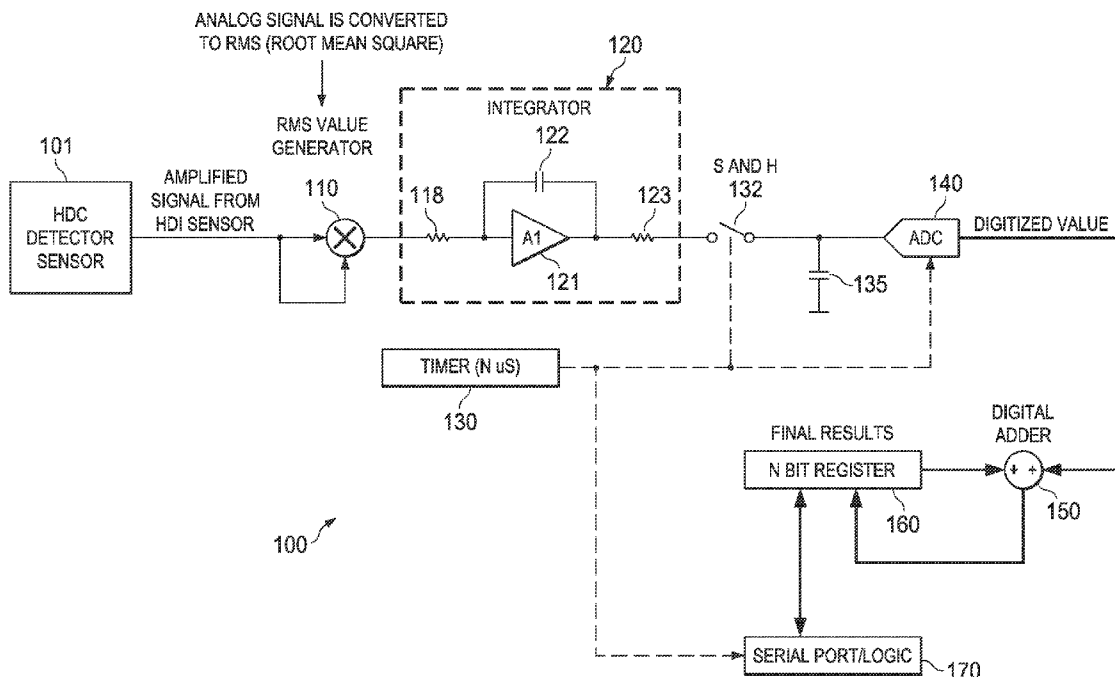 ANALOG SIGNAL IS CONVERTED
TO RMS (ROOT MEAN SQUARE)
120
RMS VALUE
GENERATOR
INTEGRATOR
122
101
HDC
DETECTOR
SENSOR
AMPLIFIED
SIGNAL FROM
HDI SENSOR
110
118
A1
121
123
S AND H
132
140
ADC
DIGITIZED VALUE
135
TIMER (N uS)
130
DIGITAL
ADDER
FINAL RESULTS
N BIT REGISTER
+ +
160
150
100
SERIAL PORT/LOGIC
170